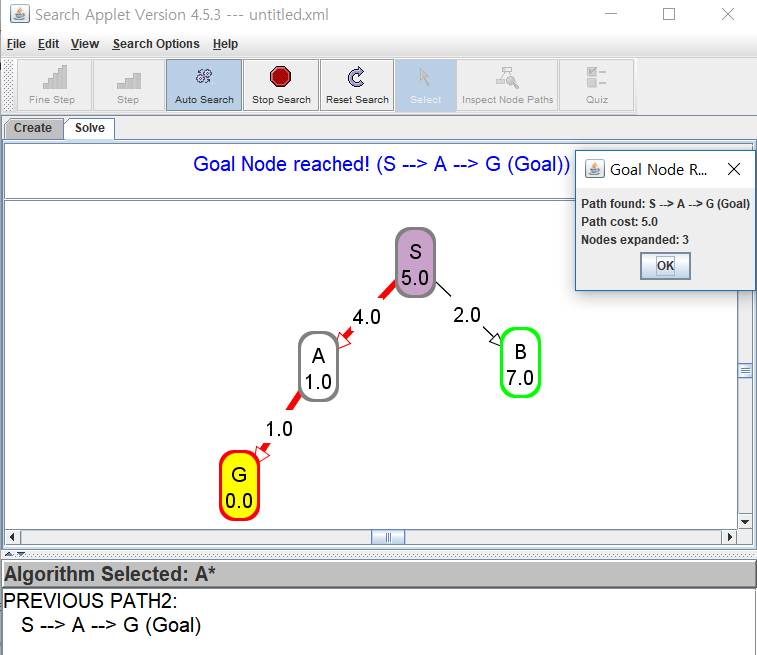 Search Applet Version 4.5.3 --- untitled.xml
File Edit View Search Options Help
Fine Step Step Auto Search Stop Search Reset Search Select Inspect Node Paths Quiz
Create Solve
Goal Node reached! (S --> A --> G (Goal))
Goal Node R...
Path found: S --> A --> G (Goal)
Path cost: 5.0
Nodes expanded: 3
OK
S
5.0
4.0
2.0
A
1.0
B
7.0
1.0
G
0.0
Algorithm Selected: A*
PREVIOUS PATH2:
S --> A --> G (Goal)